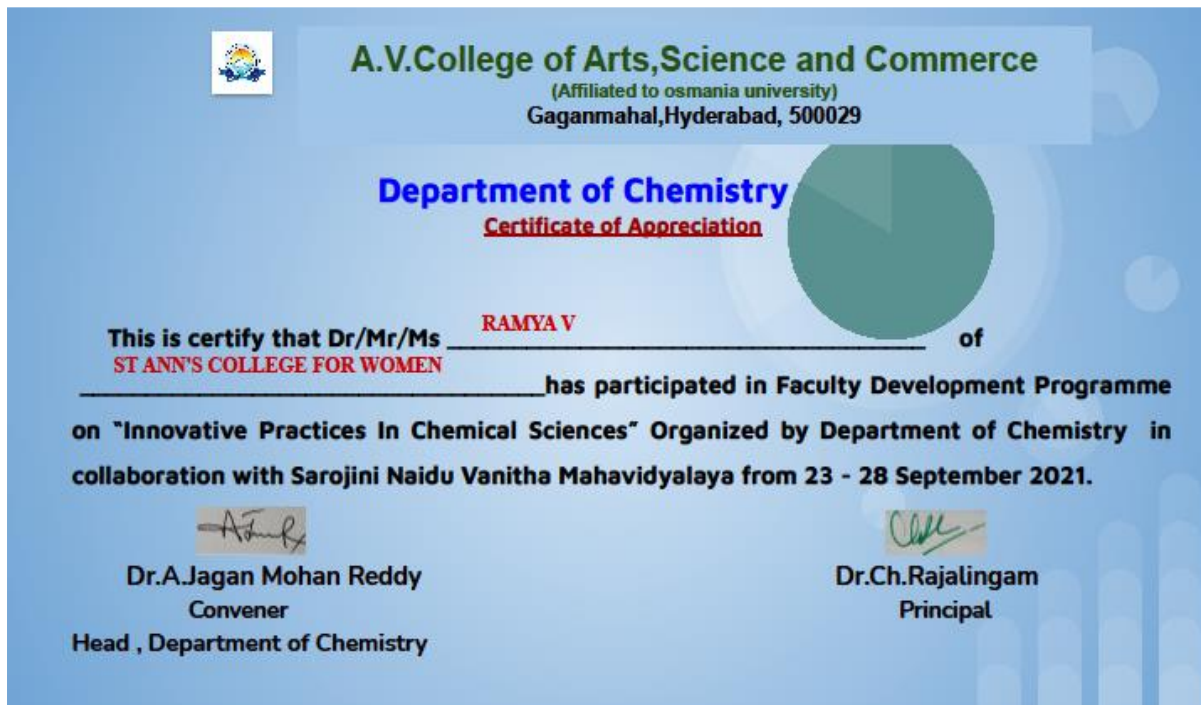 A.V.College of Arts,Science and Commerce
(Affiliated to osmania university)
Gaganmahal,Hyderabad, 500029
Department of Chemistry
Certificate of Appreciation
This is certify that Dr/Mr/Ms RAMYA V of
ST ANN'S COLLEGE FOR WOMEN has participated in Faculty Development Programme
on "Innovative Practices In Chemical Sciences" Organized by Department of Chemistry in
collaboration with Sarojini Naidu Vanitha Mahavidyalaya from 23 - 28 September 2021.
Dr.A.Jagan Mohan Reddy Dr.Ch.Rajalingam
Convener Principal
Head , Department of Chemistry